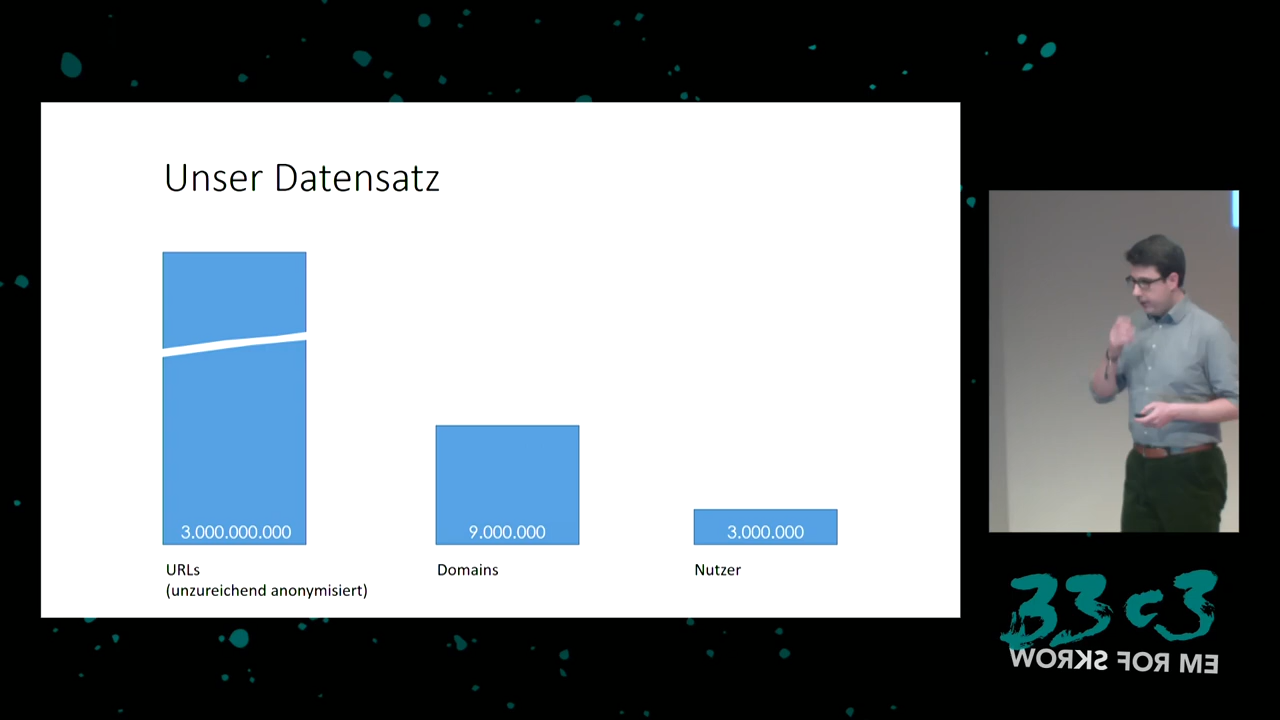 Unser Datensatz
3.000.000.000
9.000.000
3.000.000
URLs
(unzureichend anonymisiert)
Domains
Nutzer
33c3
WORKS FOR ME